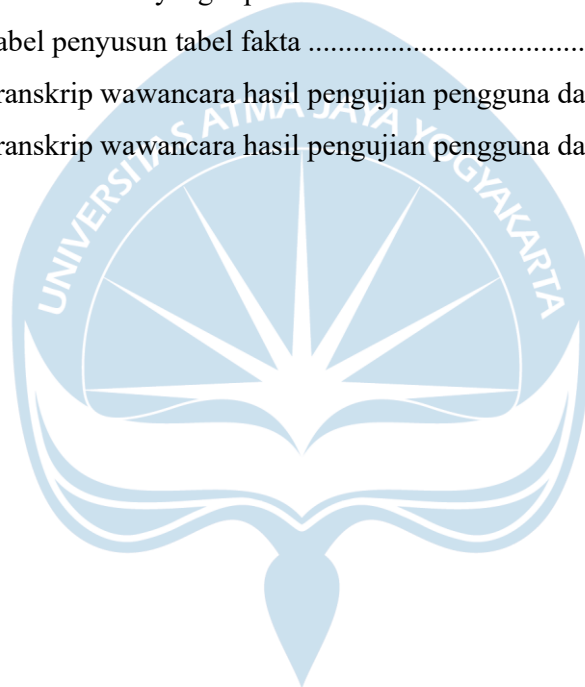 abel penyusun tabel fakta ........................................
ranskrip wawancara hasil pengujian pengguna da
ranskrip wawancara hasil pengujian pengguna da
UNIVERSITAS ATMA JAYA YOGYAKARTA